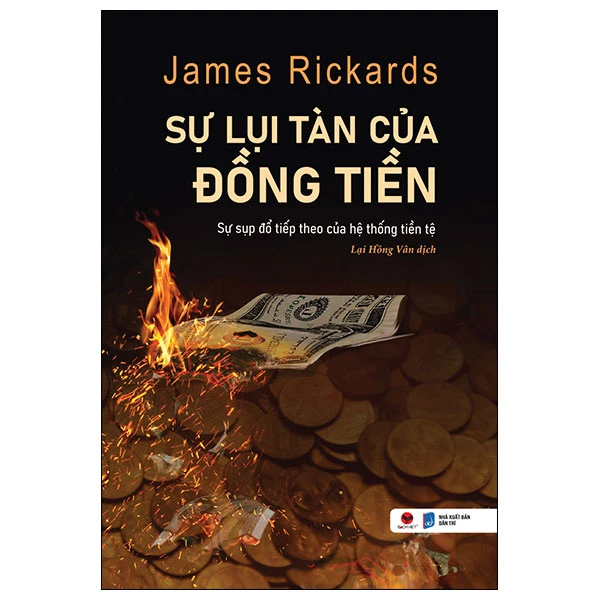 James Rickards
SỰ LỤI TÀN CỦA
ĐỒNG TIỀN
Sự sụp đổ tiếp theo của hệ thống tiền tệ
Lại Hồng Vân dịch
NHÀ XUẤT BẢN
DÂN TRÍ